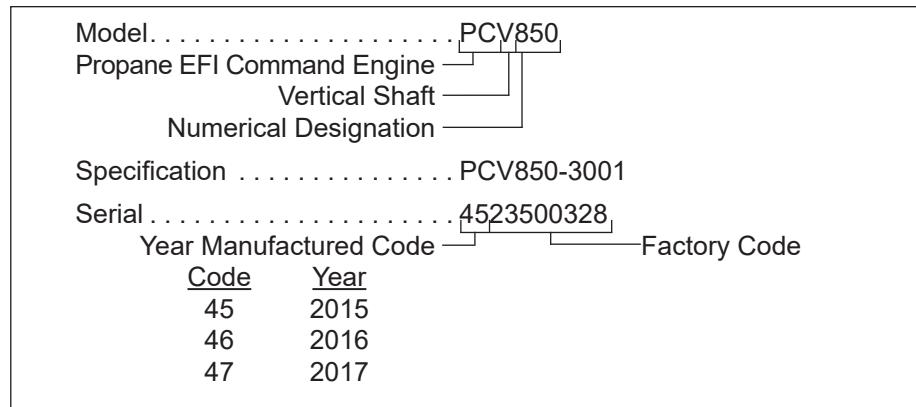 Model. . . . . . . . . . . . . . . . . . . . . PCV850
Propane EFI Command Engine
Vertical Shaft
Numerical Designation
Specification . . . . . . . . . . . . . . . PCV850-3001
Serial . . . . . . . . . . . . . . . . . . . . . 4523500328
Year Manufactured Code Factory Code
Code Year
45 2015
46 2016
47 2017